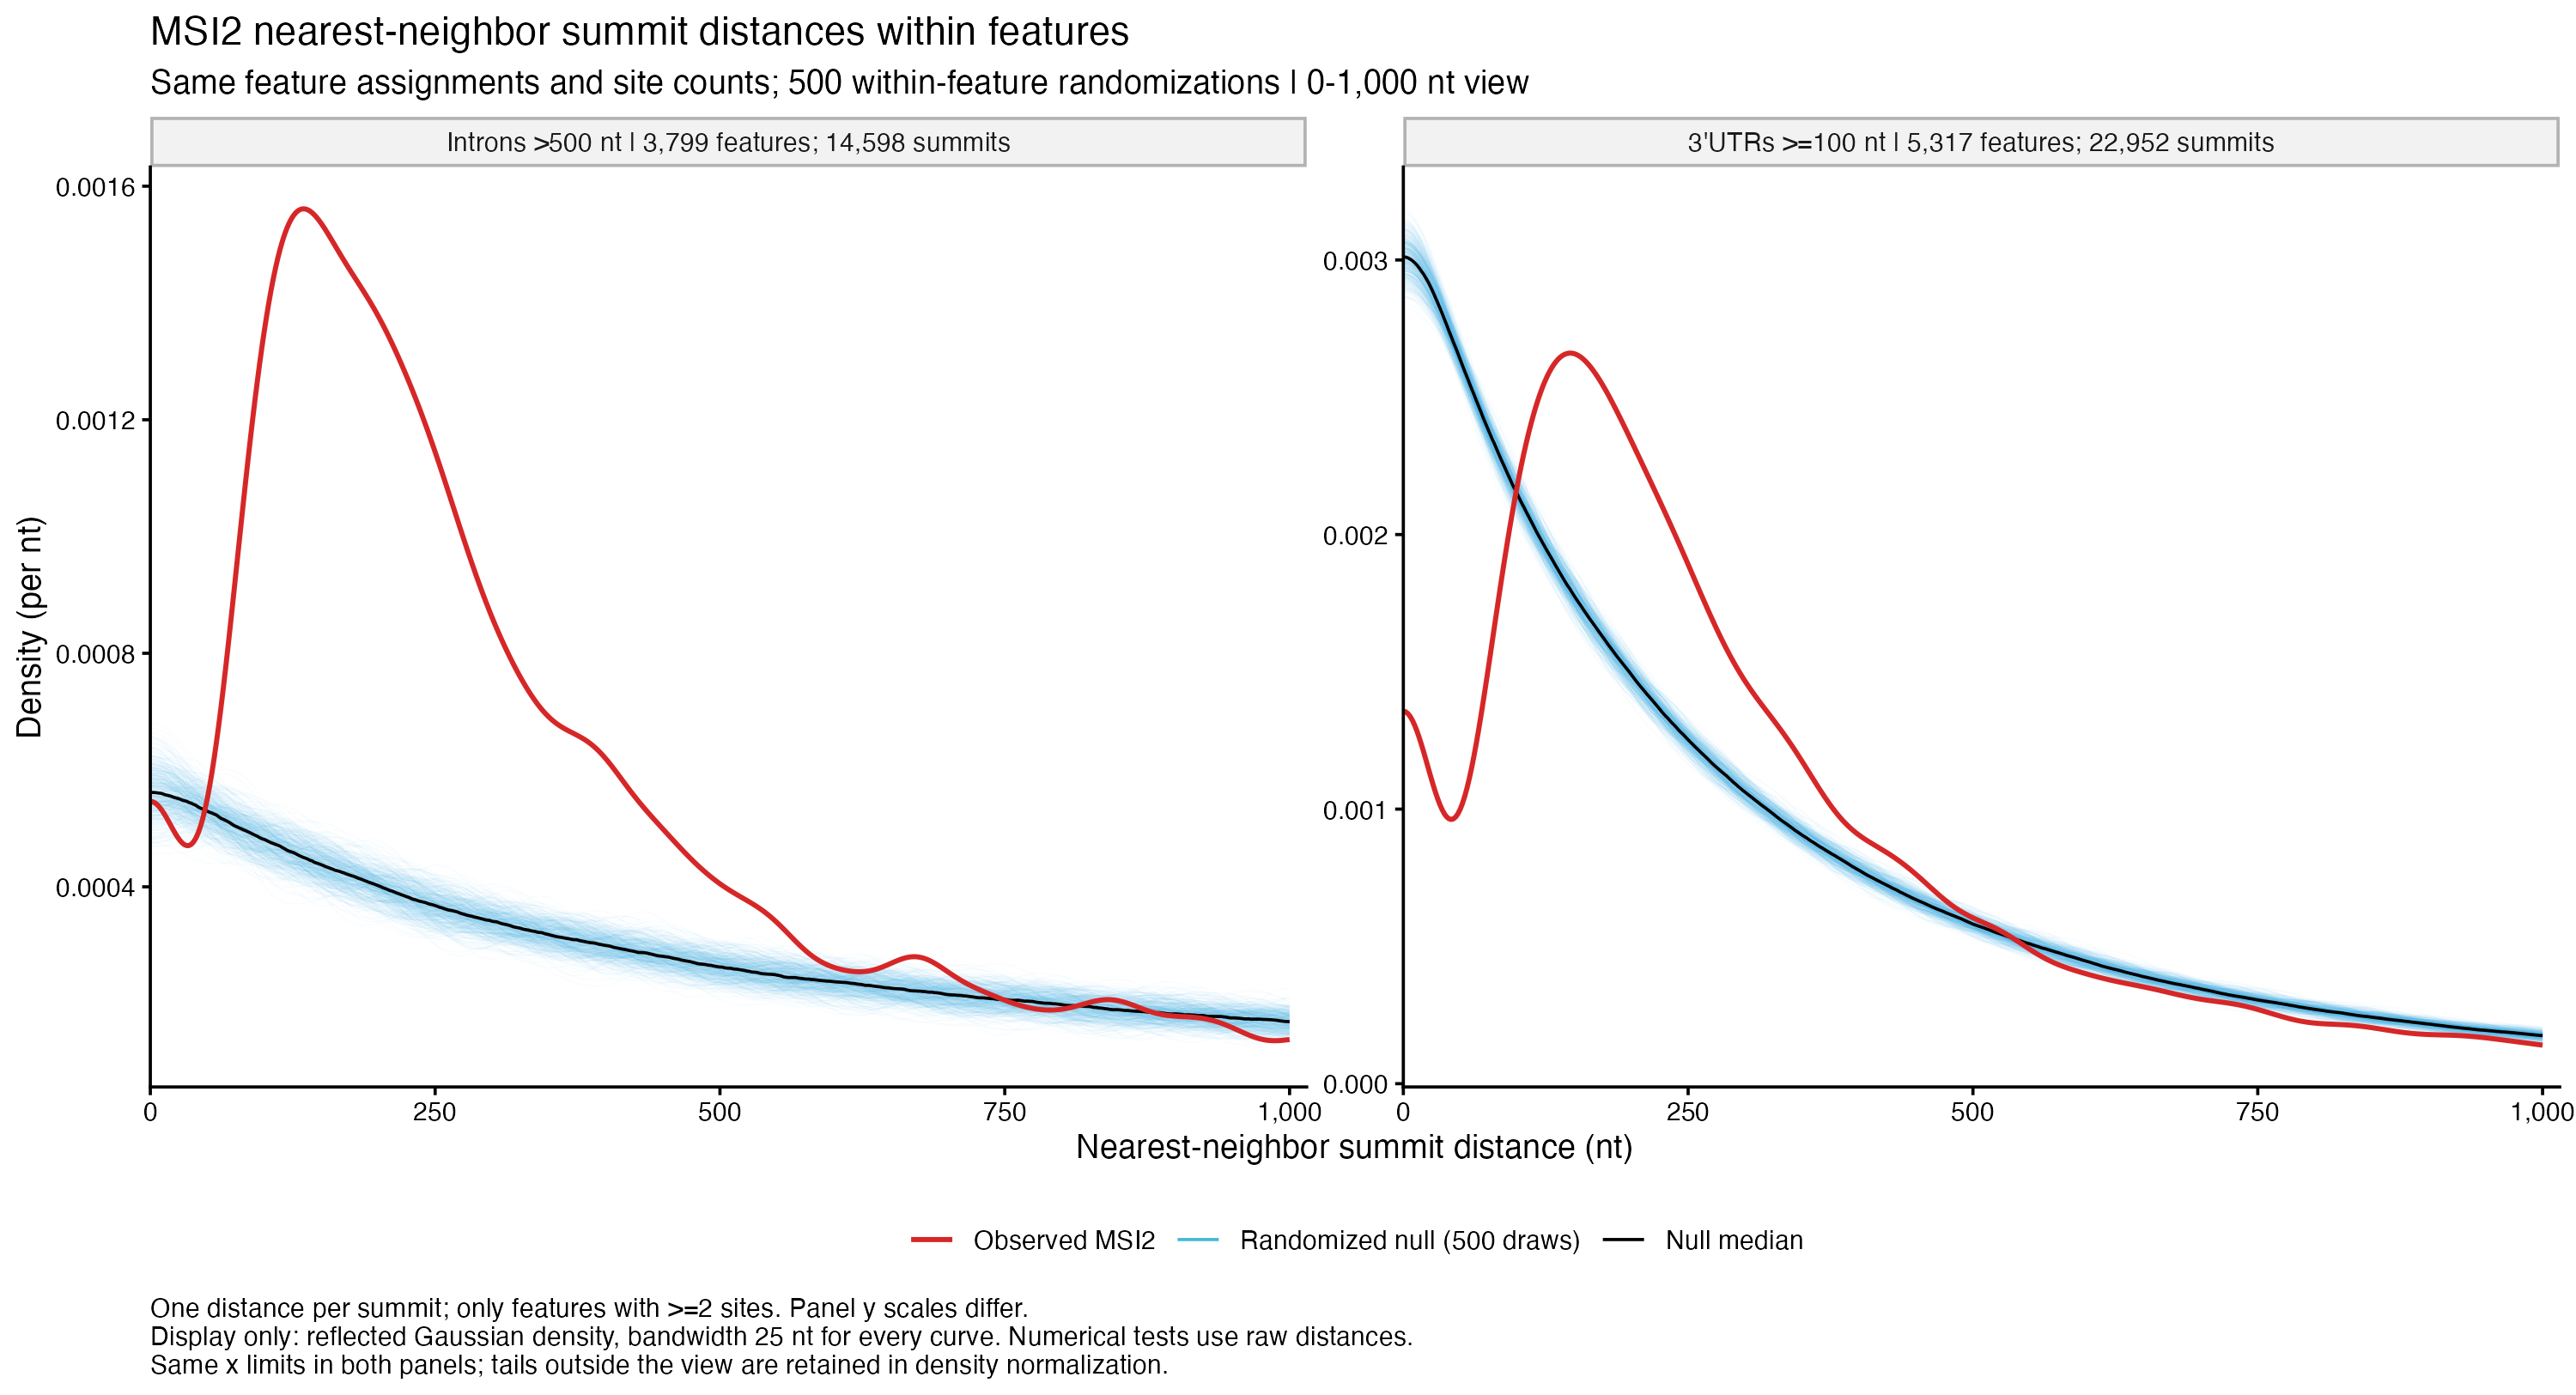 MSI2 nearest-neighbor summit distances within features
Same feature assignments and site counts; 500 within-feature randomizations | 0-1,000 nt view
Introns >500 nt | 3,799 features; 14,598 summits
3'UTRs >=100 nt | 5,317 features; 22,952 summits
Density (per nt)
0.0016
0.0012
0.0008
0.0004
0.003
0.002
0.001
0.000
0 250 500 750 1,000
0 250 500 750 1,000
Nearest-neighbor summit distance (nt)
Observed MSI2 Randomized null (500 draws) Null median
One distance per summit; only features with >=2 sites. Panel y scales differ.
Display only: reflected Gaussian density, bandwidth 25 nt for every curve. Numerical tests use raw distances.
Same x limits in both panels; tails outside the view are retained in density normalization.